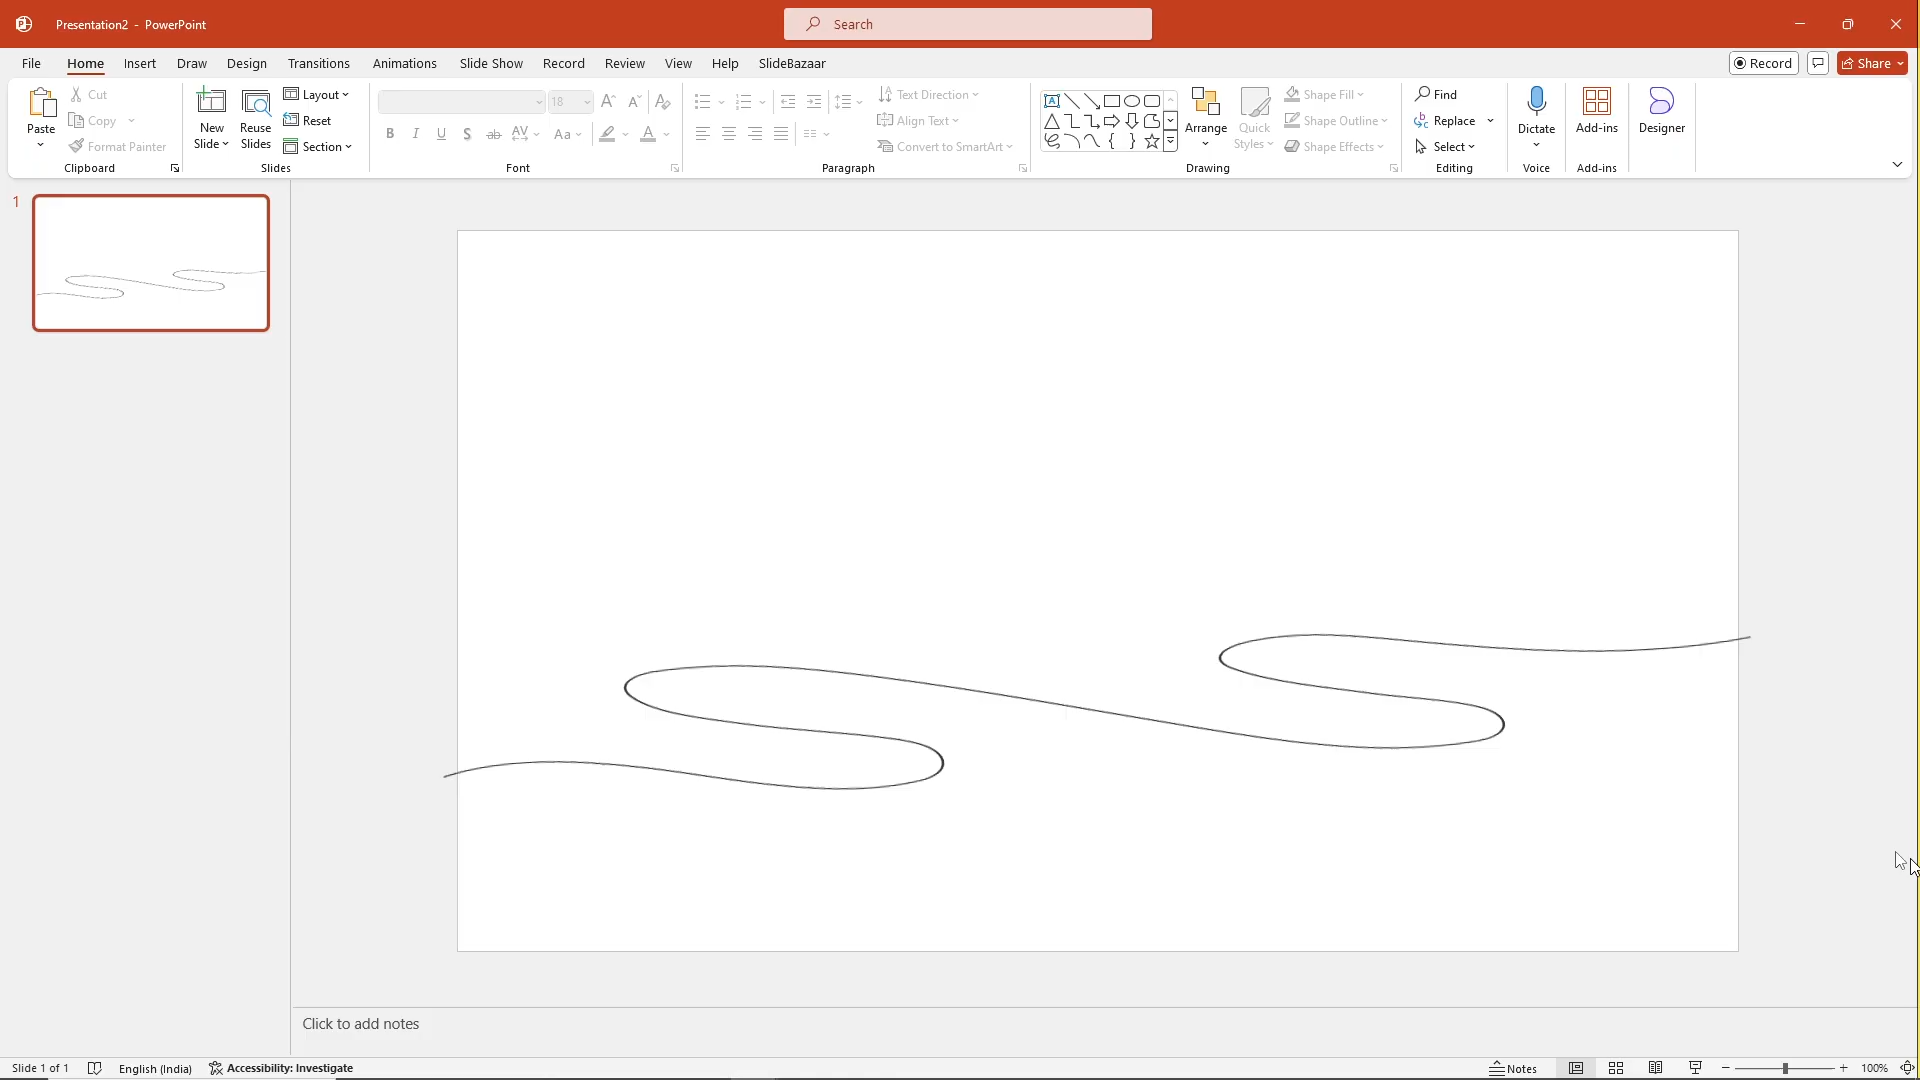 Presentation2 - PowerPoint
Search
File Home Insert Draw Design Transitions Animations Slide Show Record Review View Help SlideBazaar
Record
Share
Paste
Cut
Copy
Format Painter
Clipboard
New Slide
Reuse Slides
Layout
Reset
Section
Slides
18
B I U S ab AV Aa A
Font
Text Direction
Align Text
Convert to SmartArt
Paragraph
Arrange
Quick Styles
Shape Fill
Shape Outline
Shape Effects
Drawing
Find
Replace
Select
Editing
Dictate
Voice
Add-ins
Add-ins
Designer
1
Click to add notes
Slide 1 of 1 English (India) Accessibility: Investigate Notes 100%